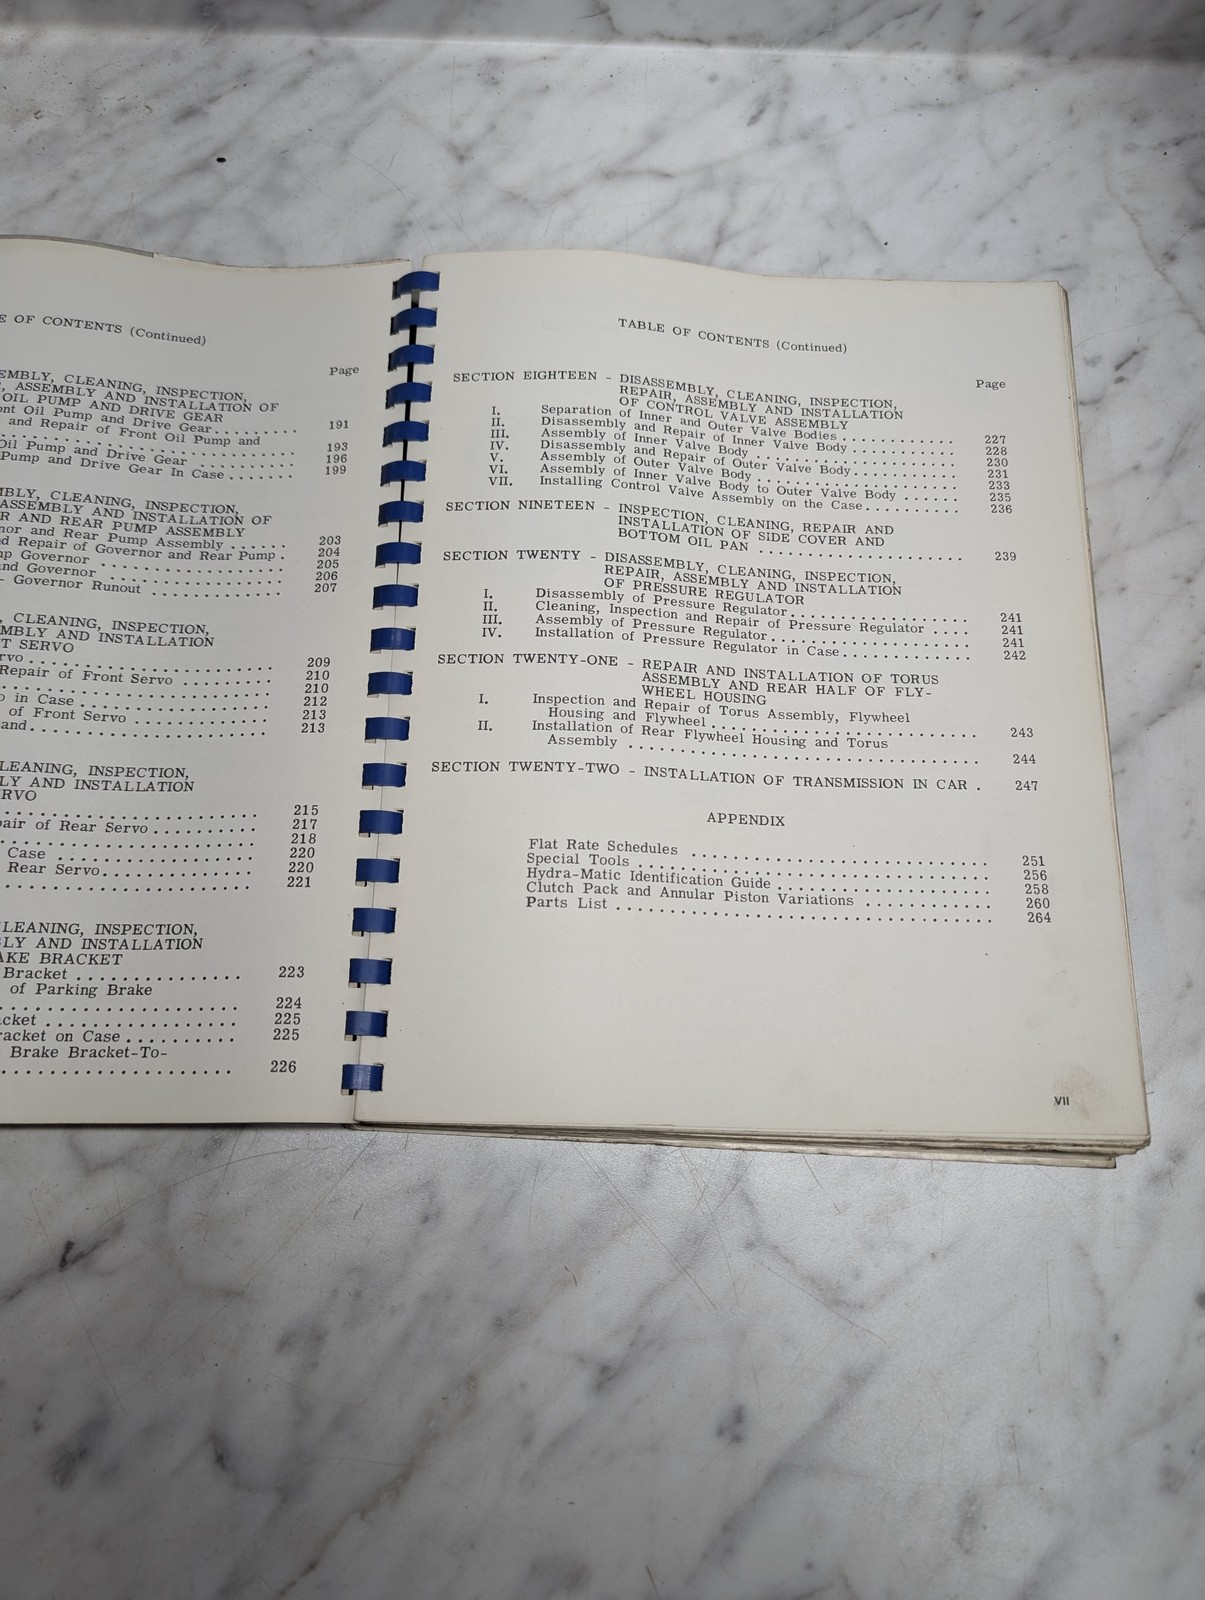 E OF CONTENTS (Continued)
Page
EMBLY, CLEANING, INSPECTION,
, ASSEMBLY AND INSTALLATION OF
OIL PUMP AND DRIVE GEAR
ont Oil Pump and Drive Gear......... 191
and Repair of Front Oil Pump and
......................... 193
Oil Pump and Drive Gear .......... 196
Pump and Drive Gear In Case....... 199
MBLY, CLEANING, INSPECTION,
ASSEMBLY AND INSTALLATION OF
R AND REAR PUMP ASSEMBLY
nor and Rear Pump Assembly ...... 203
nd Repair of Governor and Rear Pump . 204
mp Governor ................ 205
and Governor ............... 206
- Governor Runout ........... 207
, CLEANING, INSPECTION,
MBLY AND INSTALLATION
T SERVO
rvo .................... 209
Repair of Front Servo ......... 210
...................... 210
o in Case ................ 212
of Front Servo ............ 213
and.................... 213
LEANING, INSPECTION,
LY AND INSTALLATION
ERVO
..................... 215
pair of Rear Servo.......... 217
..................... 218
Case ................. 220
Rear Servo.............. 220
..................... 221
LEANING, INSPECTION,
BLY AND INSTALLATION
AKE BRACKET
Bracket .............. 223
of Parking Brake
.................... 224
acket ................ 225
racket on Case.......... 225
Brake Bracket-To-
.................... 226
TABLE OF CONTENTS (Continued)
Page
SECTION EIGHTEEN - DISASSEMBLY, CLEANING, INSPECTION,
REPAIR, ASSEMBLY AND INSTALLATION
OF CONTROL VALVE ASSEMBLY
I. Separation of Inner and Outer Valve Bodies ........... 227
II. Disassembly and Repair of Inner Valve Body .......... 228
III. Assembly of Inner Valve Body .................. 230
IV. Disassembly and Repair of Outer Valve Body.......... 231
V. Assembly of Outer Valve Body .................. 233
VI. Assembly of Inner Valve Body to Outer Valve Body ...... 235
VII. Installing Control Valve Assembly on the Case......... 236
SECTION NINETEEN - INSPECTION, CLEANING, REPAIR AND
INSTALLATION OF SIDE COVER AND
BOTTOM OIL PAN .................. 239
SECTION TWENTY - DISASSEMBLY, CLEANING, INSPECTION,
REPAIR, ASSEMBLY AND INSTALLATION
OF PRESSURE REGULATOR
I. Disassembly of Pressure Regulator................ 241
II. Cleaning, Inspection and Repair of Pressure Regulator .... 241
III. Assembly of Pressure Regulator................. 241
IV. Installation of Pressure Regulator in Case............ 242
SECTION TWENTY-ONE - REPAIR AND INSTALLATION OF TORUS
ASSEMBLY AND REAR HALF OF FLY-
WHEEL HOUSING
I. Inspection and Repair of Torus Assembly, Flywheel
Housing and Flywheel........................ 243
II. Installation of Rear Flywheel Housing and Torus
Assembly ............................... 244
SECTION TWENTY-TWO - INSTALLATION OF TRANSMISSION IN CAR . 247
APPENDIX
Flat Rate Schedules .......................... 251
Special Tools .............................. 256
Hydra-Matic Identification Guide .................. 258
Clutch Pack and Annular Piston Variations ........... 260
Parts List ................................. 264
VII